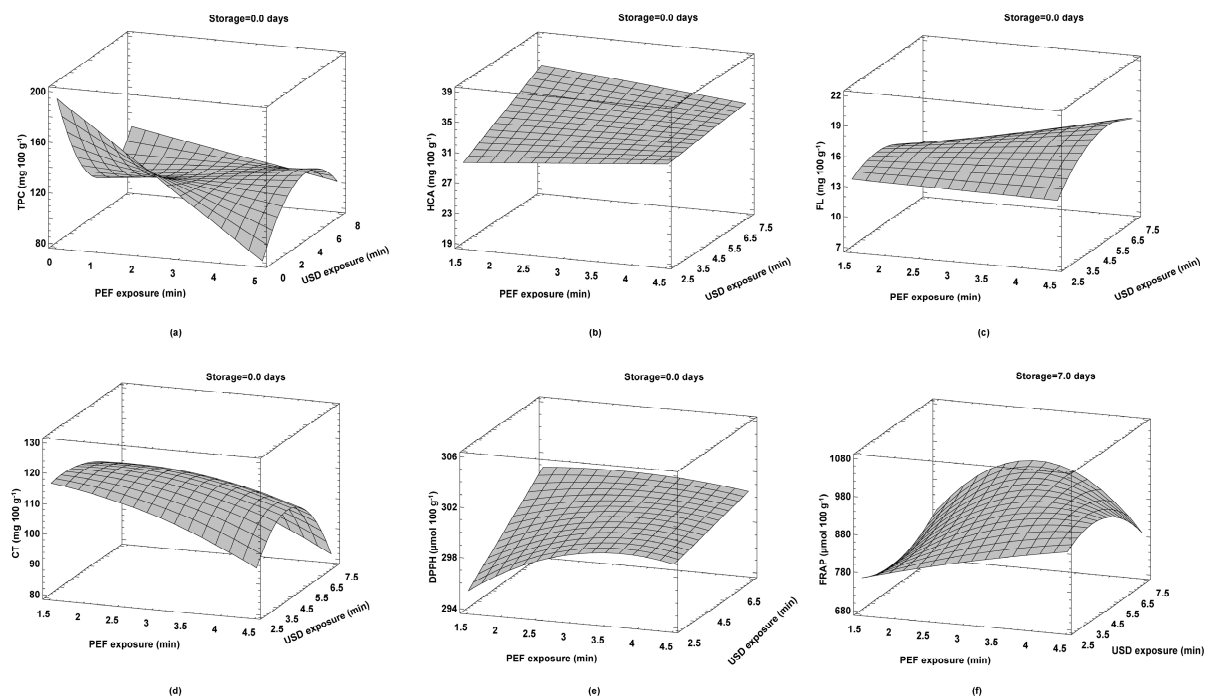 Storage=0.0 days
200
160
120
80
TPC (mg 100 g⁻¹)
0 1 2 3 4 5
PEF exposure (min)
0 2 4 6 8
USD exposure (min)
(a)
Storage=0.0 days
39
35
31
27
23
19
HCA (mg 100 g⁻¹)
1.5 2 2.5 3 3.5 4 4.5
PEF exposure (min)
2.5 3.5 4.5 5.5 6.5 7.5
USD exposure (min)
(b)
Storage=0.0 days
22
19
16
13
10
7
FL (mg 100 g⁻¹)
1.5 2 2.5 3 3.5 4 4.5
PEF exposure (min)
2.5 3.5 4.5 5.5 6.5 7.5
USD exposure (min)
(c)
Storage=0.0 days
130
120
110
100
90
80
CT (mg 100 g⁻¹)
1.5 2 2.5 3 3.5 4 4.5
PEF exposure (min)
2.5 3.5 4.5 5.5 6.5 7.5
USD exposure (min)
(d)
Storage=0.0 days
306
302
298
294
DPPH (µmol 100 g⁻¹)
1.5 2 2.5 3 3.5 4 4.5
PEF exposure (min)
2.5 4.5 6.5
USD exposure (min)
(e)
Storage=7.0 days
1080
980
880
780
680
FRAP (µmol 100 g⁻¹)
1.5 2 2.5 3 3.5 4 4.5
PEF exposure (min)
2.5 3.5 4.5 5.5 6.5 7.5
USD exposure (min)
(f)